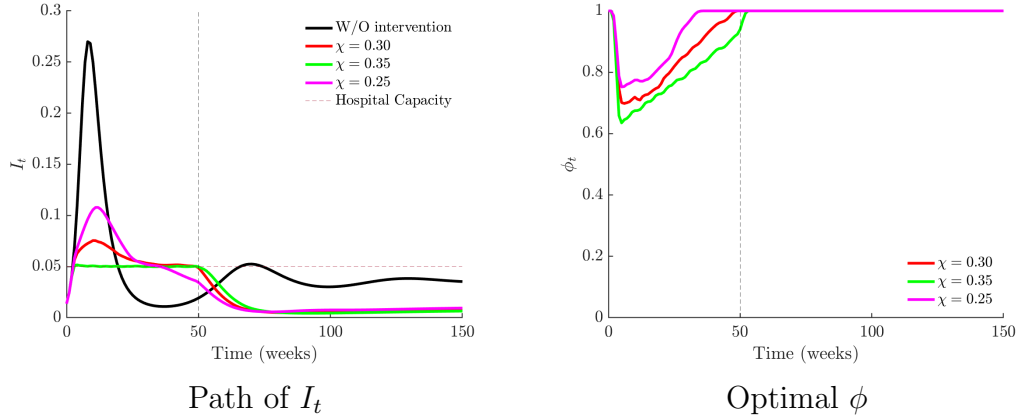 0.3
0.25
0.2
0.15
0.1
0.05
0
I_t
0 50 100 150
Time (weeks)
W/O intervention
χ = 0.30
χ = 0.35
χ = 0.25
Hospital Capacity
Path of I_t
1
0.8
0.6
0.4
0.2
0
ϕ_t
0 50 100 150
Time (weeks)
χ = 0.30
χ = 0.35
χ = 0.25
Optimal ϕ